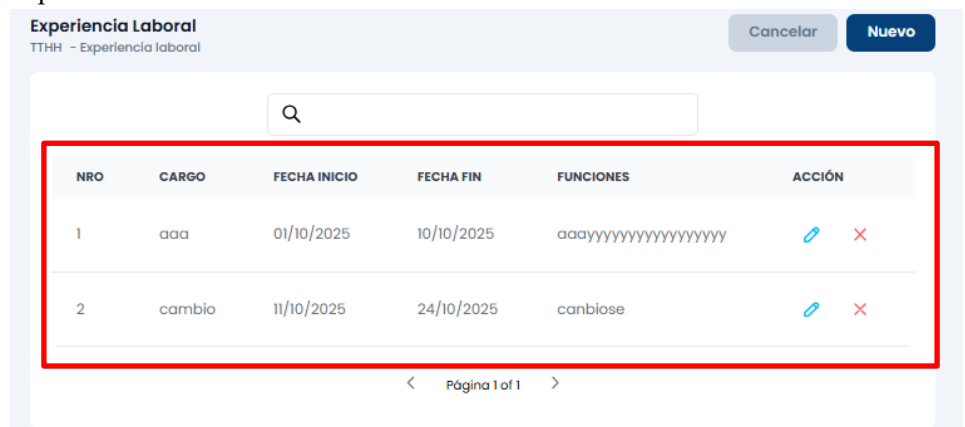 Experiencia Laboral
TTHH - Experiencia laboral
Cancelar Nuevo
NRO CARGO FECHA INICIO FECHA FIN FUNCIONES ACCIÓN
1 aaa 01/10/2025 10/10/2025 aaayyyyyyyyyyyyyyyyy
2 cambio 11/10/2025 24/10/2025 canbiose
Página 1 of 1